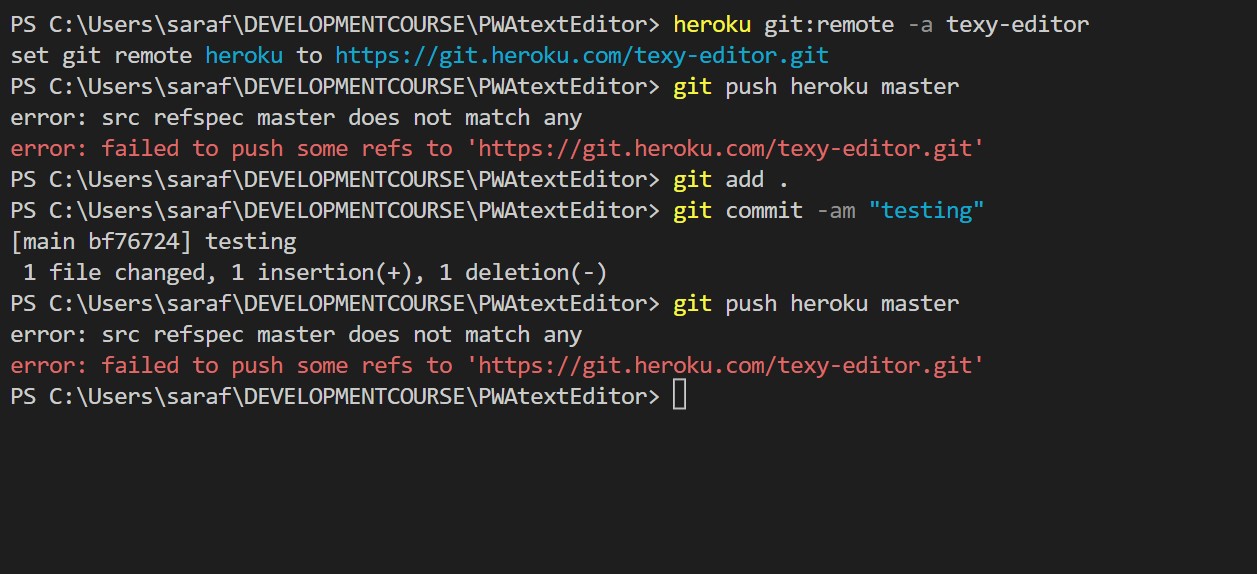 PS C:\Users\saraf\DEVELOPMENTCOURSE\PWAtextEditor> heroku git:remote -a texy-editor
set git remote heroku to https://git.heroku.com/texy-editor.git
PS C:\Users\saraf\DEVELOPMENTCOURSE\PWAtextEditor> git push heroku master
error: src refspec master does not match any
error: failed to push some refs to 'https://git.heroku.com/texy-editor.git'
PS C:\Users\saraf\DEVELOPMENTCOURSE\PWAtextEditor> git add .
PS C:\Users\saraf\DEVELOPMENTCOURSE\PWAtextEditor> git commit -am "testing"
[main bf76724] testing
 1 file changed, 1 insertion(+), 1 deletion(-)
PS C:\Users\saraf\DEVELOPMENTCOURSE\PWAtextEditor> git push heroku master
error: src refspec master does not match any
error: failed to push some refs to 'https://git.heroku.com/texy-editor.git'
PS C:\Users\saraf\DEVELOPMENTCOURSE\PWAtextEditor>